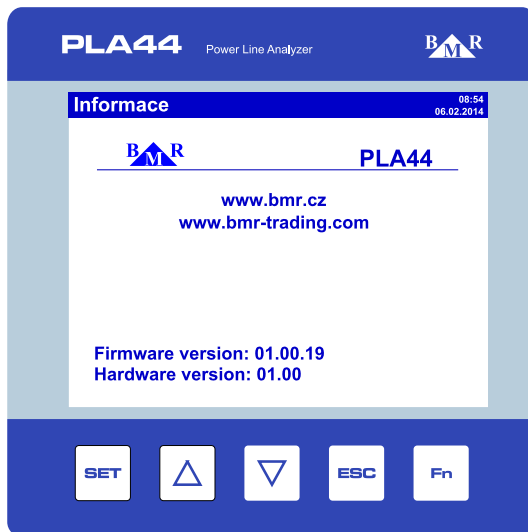 PLA44 Power Line Analyzer BMR
Informace 08:54
06.02.2014
BMR PLA44
www.bmr.cz
www.bmr-trading.com
Firmware version: 01.00.19
Hardware version: 01.00
SET ESC Fn